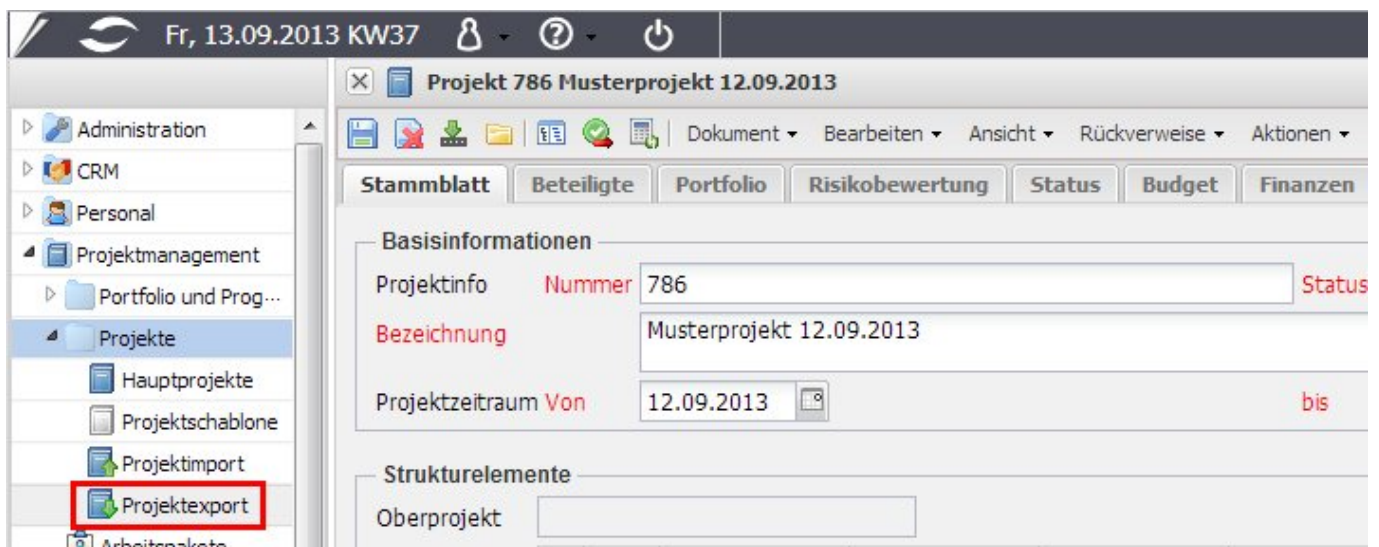 Fr, 13.09.2013 KW37
Projekt 786 Musterprojekt 12.09.2013
Dokument Bearbeiten Ansicht Rückverweise Aktionen
Stammblatt Beteiligte Portfolio Risikobewertung Status Budget Finanzen
Administration
CRM
Personal
Projektmanagement
Portfolio und Prog...
Projekte
Hauptprojekte
Projektschablone
Projektimport
Projektexport
Arbeitspakete
Basisinformationen
Projektinfo Nummer 786 Status
Bezeichnung Musterprojekt 12.09.2013
Projektzeitraum Von 12.09.2013 bis
Strukturelemente
Oberprojekt